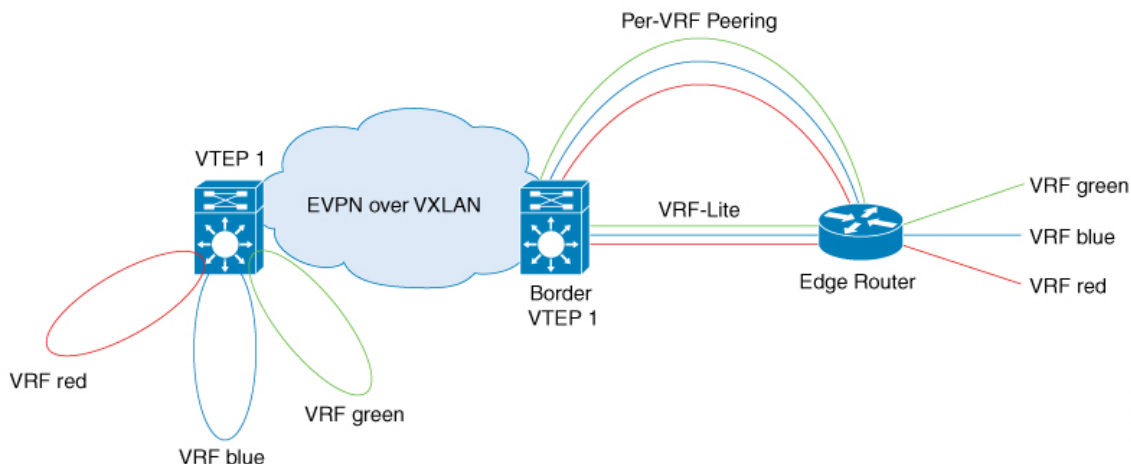 Per-VRF Peering
VTEP 1
EVPN over VXLAN
VRF-Lite
VRF green
VRF blue
VRF red
Edge Router
Border
VTEP 1
VRF red
VRF green
VRF blue